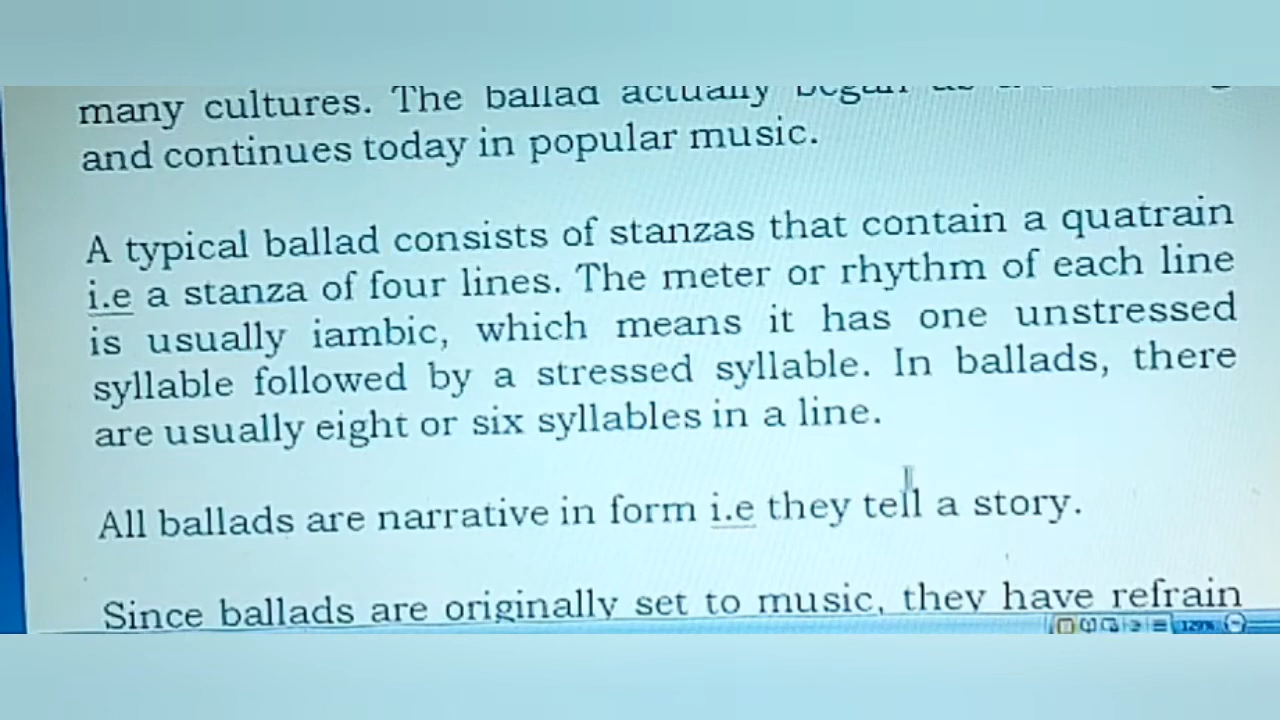 many cultures. The ballad actually
and continues today in popular music.
A typical ballad consists of stanzas that contain a quatrain
i.e a stanza of four lines. The meter or rhythm of each line
is usually iambic, which means it has one unstressed
syllable followed by a stressed syllable. In ballads, there
are usually eight or six syllables in a line.
All ballads are narrative in form i.e they tell a story.
Since ballads are originally set to music, they have refrain
129%